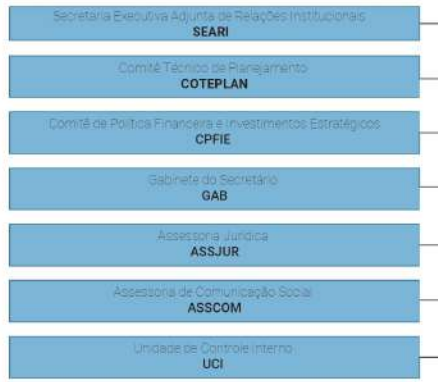 Secretaria Executiva Adjunta de Relações Institucionais
SEARI
Comitê Técnico de Planejamento
COTEPLAN
Comitê de Política Financeira e Investimentos Estratégicos
CPFIE
Gabinete do Secretário
GAB
Assessoria Jurídica
ASSJUR
Assessoria de Comunicação Social
ASSCOM
Unidade de Controle Interno
UCI